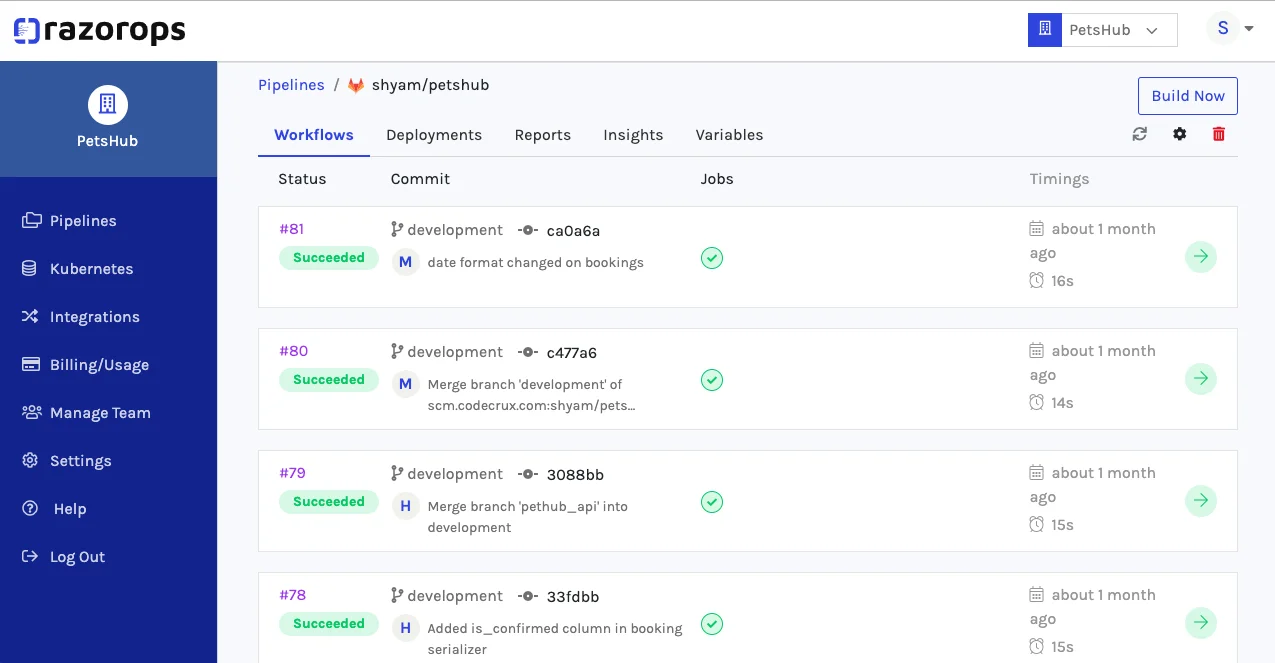 razorops
PetsHub
S
PetsHub
Pipelines
Kubernetes
Integrations
Billing/Usage
Manage Team
Settings
Help
Log Out
Pipelines / shyam/petshub
Build Now
Workflows Deployments Reports Insights Variables
Status Commit Jobs Timings
#81 development ca0a6a about 1 month
ago
Succeeded M date format changed on bookings
16s
#80 development c477a6 about 1 month
ago
Succeeded M Merge branch 'development' of
scm.codecrux.com:shyam/pets… 14s
#79 development 3088bb about 1 month
ago
Succeeded H Merge branch 'pethub_api' into
development 15s
#78 development 33fdbb about 1 month
ago
Succeeded H Added is_confirmed column in booking
serializer 15s